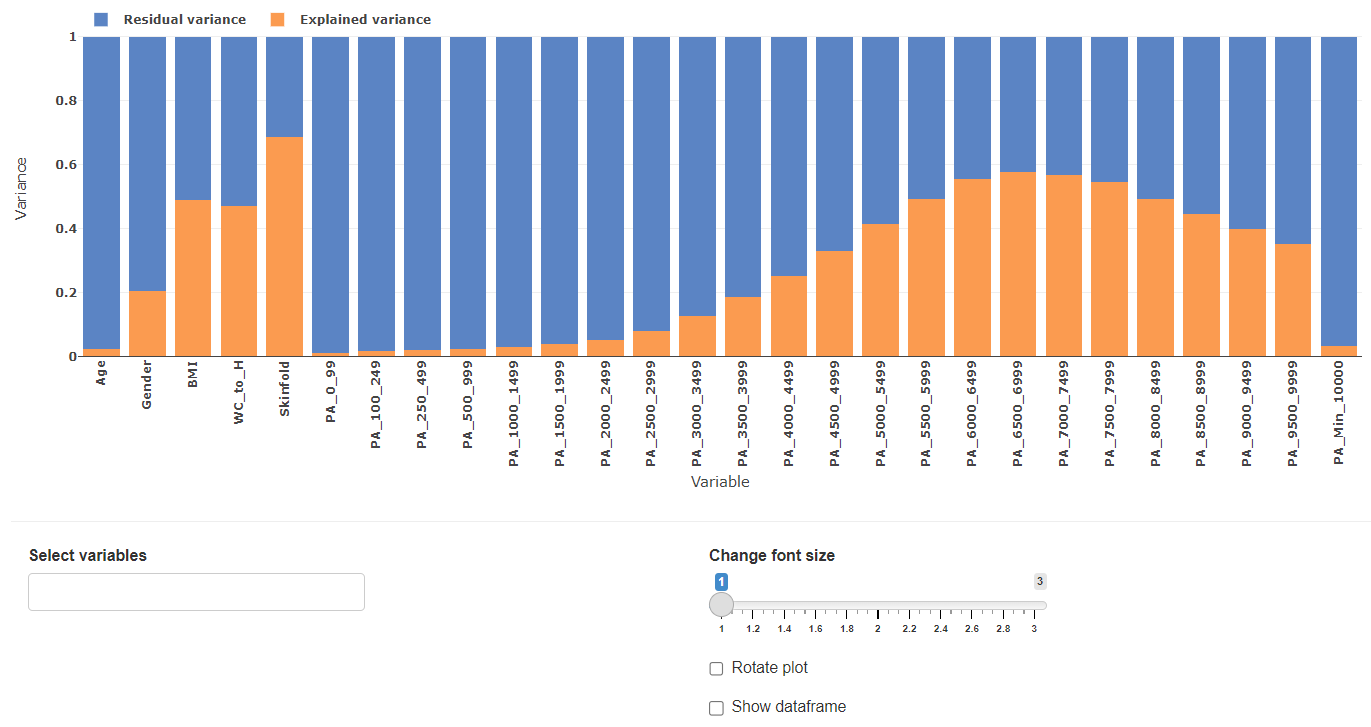 Residual variance Explained variance
1
0.8
0.6
0.4
0.2
0
Variance
Age Gender BMI WC_to_H Skinfold PA_0_99 PA_100_249 PA_250_499 PA_500_999 PA_1000_1499 PA_1500_1999 PA_2000_2499 PA_2500_2999 PA_3000_3499 PA_3500_3999 PA_4000_4499 PA_4500_4999 PA_5000_5499 PA_5500_5999 PA_6000_6499 PA_6500_6999 PA_7000_7499 PA_7500_7999 PA_8000_8499 PA_8500_8999 PA_9000_9499 PA_9500_9999 PA_Min_10000
Variable
Select variables
Change font size
1 3
1 1.2 1.4 1.6 1.8 2 2.2 2.4 2.6 2.8 3
Rotate plot
Show dataframe